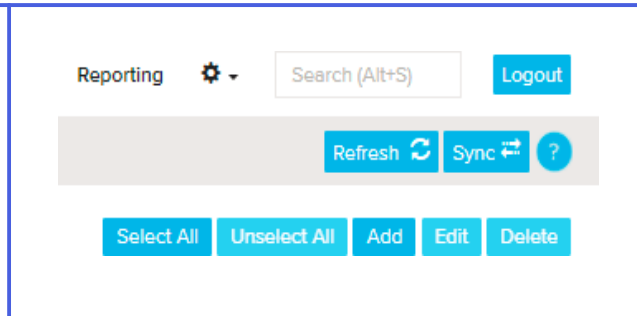 Reporting Search (Alt+S) Logout
Refresh Sync ?
Select All Unselect All Add Edit Delete